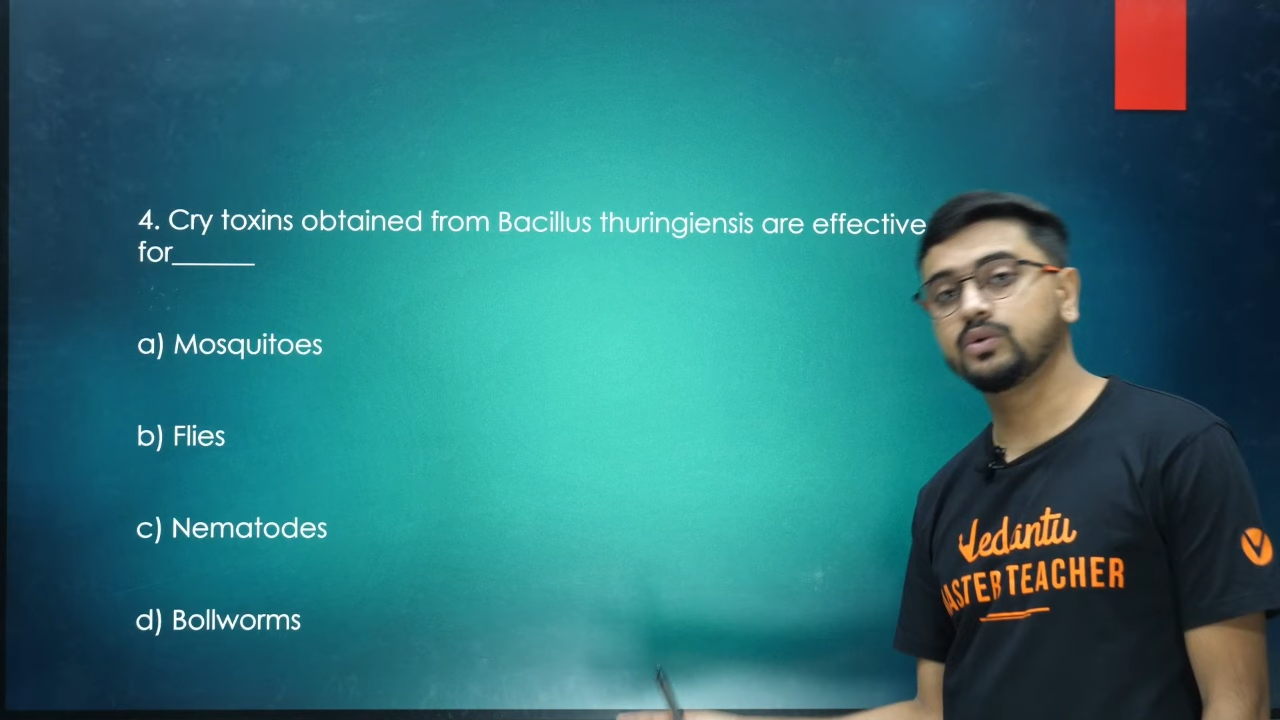 4. Cry toxins obtained from Bacillus thuringiensis are effective
for______
a) Mosquitoes
b) Flies
c) Nematodes
d) Bollworms
Vedantu
MASTER TEACHER